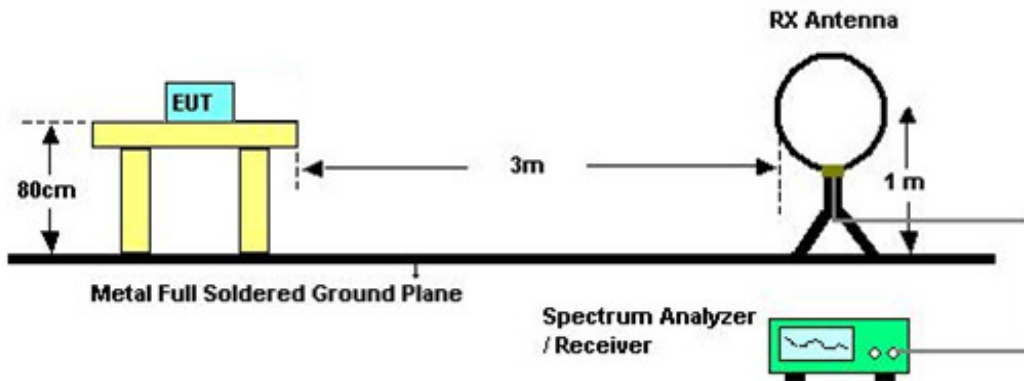 RX Antenna
EUT
80cm
3m
1 m
Metal Full Soldered Ground Plane
Spectrum Analyzer
/ Receiver